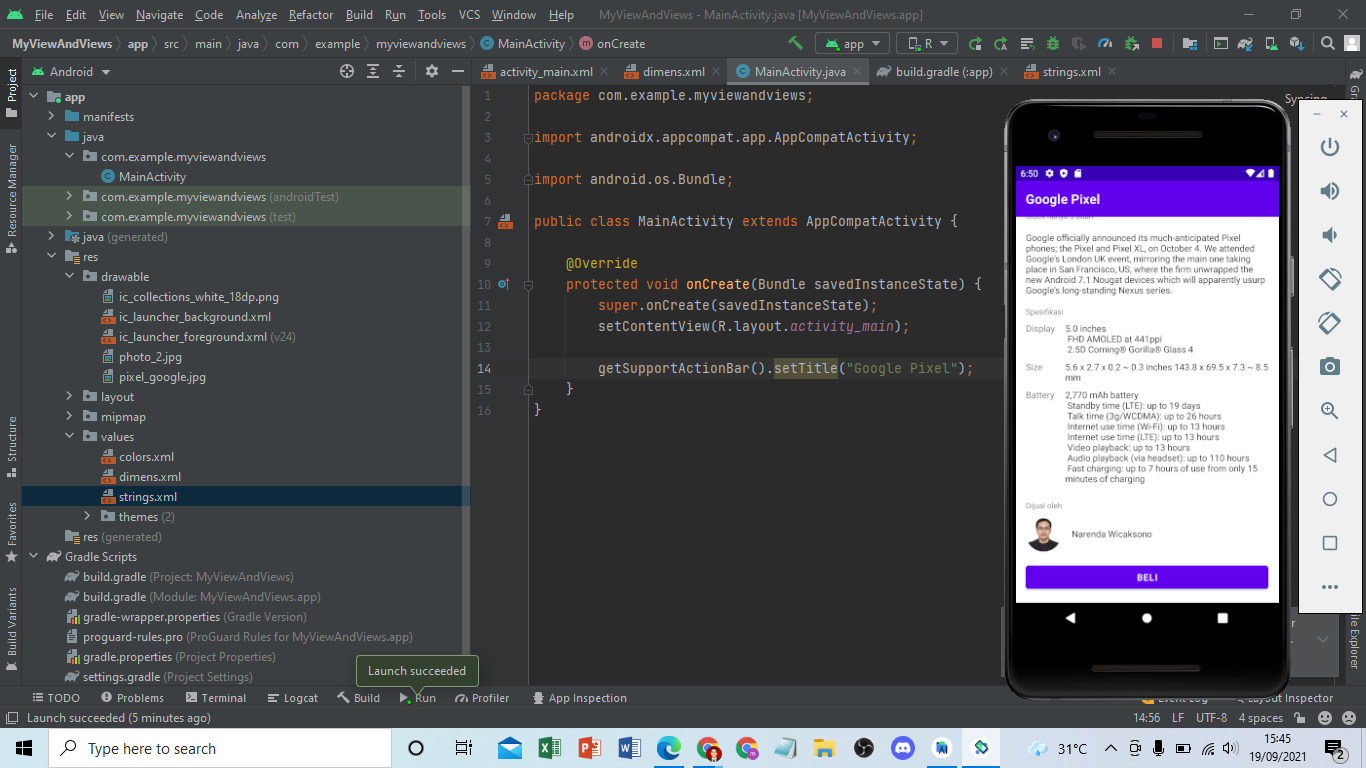 File Edit View Navigate Code Analyze Refactor Build Run Tools VCS Window Help MyViewAndViews - MainActivity.java [MyViewAndViews.app]
MyViewAndViews app src main java com example myviewandviews MainActivity onCreate app R
Android
activity_main.xml dimens.xml MainActivity.java build.gradle (:app) strings.xml
Project
Resource Manager
Structure
Favorites
Build Variants
app
manifests
java
com.example.myviewandviews
MainActivity
com.example.myviewandviews (androidTest)
com.example.myviewandviews (test)
java (generated)
res
drawable
ic_collections_white_18dp.png
ic_launcher_background.xml
ic_launcher_foreground.xml (v24)
photo_2.jpg
pixel_google.jpg
layout
mipmap
values
colors.xml
dimens.xml
strings.xml
themes (2)
res (generated)
Gradle Scripts
build.gradle (Project: MyViewAndViews)
build.gradle (Module: MyViewAndViews.app)
gradle-wrapper.properties (Gradle Version)
proguard-rules.pro (ProGuard Rules for MyViewAndViews.app)
gradle.properties (Project Properties)
settings.gradle (Project Settings)
1 package com.example.myviewandviews;
2
3 import androidx.appcompat.app.AppCompatActivity;
4
5 import android.os.Bundle;
6
7 public class MainActivity extends AppCompatActivity {
8
9 @Override
10 protected void onCreate(Bundle savedInstanceState) {
11 super.onCreate(savedInstanceState);
12 setContentView(R.layout.activity_main);
13
14 getSupportActionBar().setTitle("Google Pixel");
15 }
16 }
Syncing
6:50
Google Pixel
Google officially announced its much-anticipated Pixel
phones; the Pixel and Pixel XL, on October 4. We attended
Google's London UK event, mirroring the main one taking
place in San Francisco, US, where the firm unwrapped the
new Android 7.1 Nougat devices which will apparently usurp
Google's long-standing Nexus series.
Spesifikasi
Display 5.0 inches
FHD AMOLED at 441ppi
2.5D Corning® Gorilla® Glass 4
Size 5.6 x 2.7 x 0.2 ~ 0.3 inches 143.8 x 69.5 x 7.3 ~ 8.5
mm
Battery 2,770 mAh battery
Standby time (LTE): up to 19 days
Talk time (3g/WCDMA): up to 26 hours
Internet use time (Wi-Fi): up to 13 hours
Internet use time (LTE): up to 13 hours
Video playback: up to 13 hours
Audio playback (via headset): up to 110 hours
Fast charging: up to 7 hours of use from only 15
minutes of charging
Dijual oleh
Narenda Wicaksono
BELI
Launch succeeded
TODO Problems Terminal Logcat Build Run Profiler App Inspection Event Log Layout Inspector
Launch succeeded (5 minutes ago) 14:56 LF UTF-8 4 spaces
Type here to search 31°C 15:45
19/09/2021 2